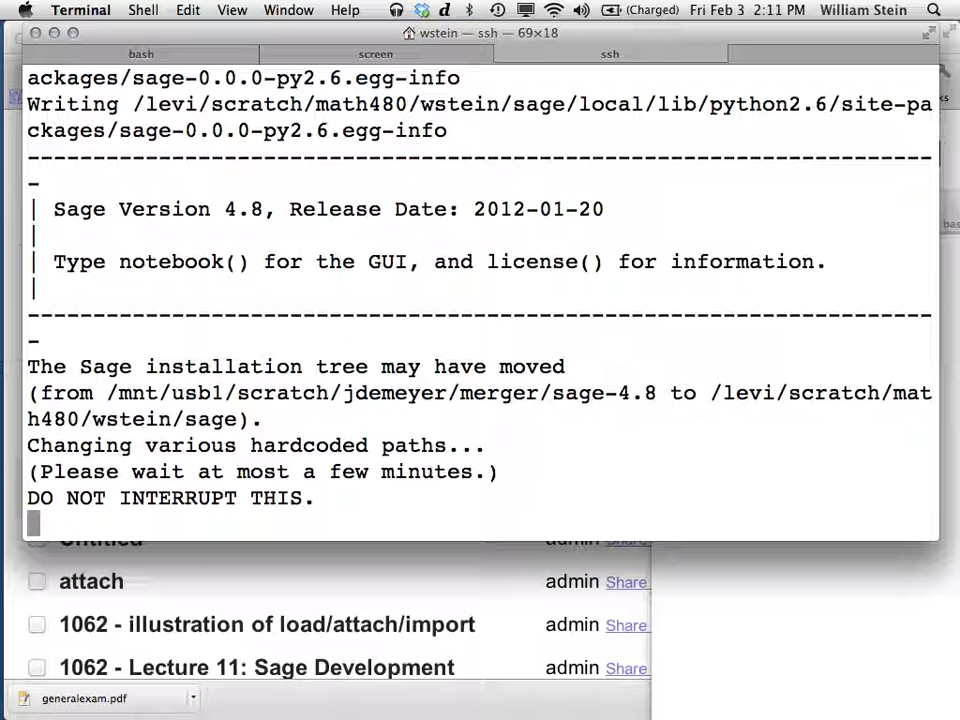 Terminal Shell Edit View Window Help (Charged) Fri Feb 3 2:11 PM William Stein
wstein — ssh — 69×18
bash screen ssh
ackages/sage-0.0.0-py2.6.egg-info
Writing /levi/scratch/math480/wstein/sage/local/lib/python2.6/site-pa
ckages/sage-0.0.0-py2.6.egg-info
---------------------------------------------------------------------
-
| Sage Version 4.8, Release Date: 2012-01-20
|
| Type notebook() for the GUI, and license() for information.
|
---------------------------------------------------------------------
-
The Sage installation tree may have moved
(from /mnt/usb1/scratch/jdemeyer/merger/sage-4.8 to /levi/scratch/mat
h480/wstein/sage).
Changing various hardcoded paths...
(Please wait at most a few minutes.)
DO NOT INTERRUPT THIS.
Untitled admin Share
attach admin Share
1062 - illustration of load/attach/import admin Share
1062 - Lecture 11: Sage Development admin Share
generalexam.pdf